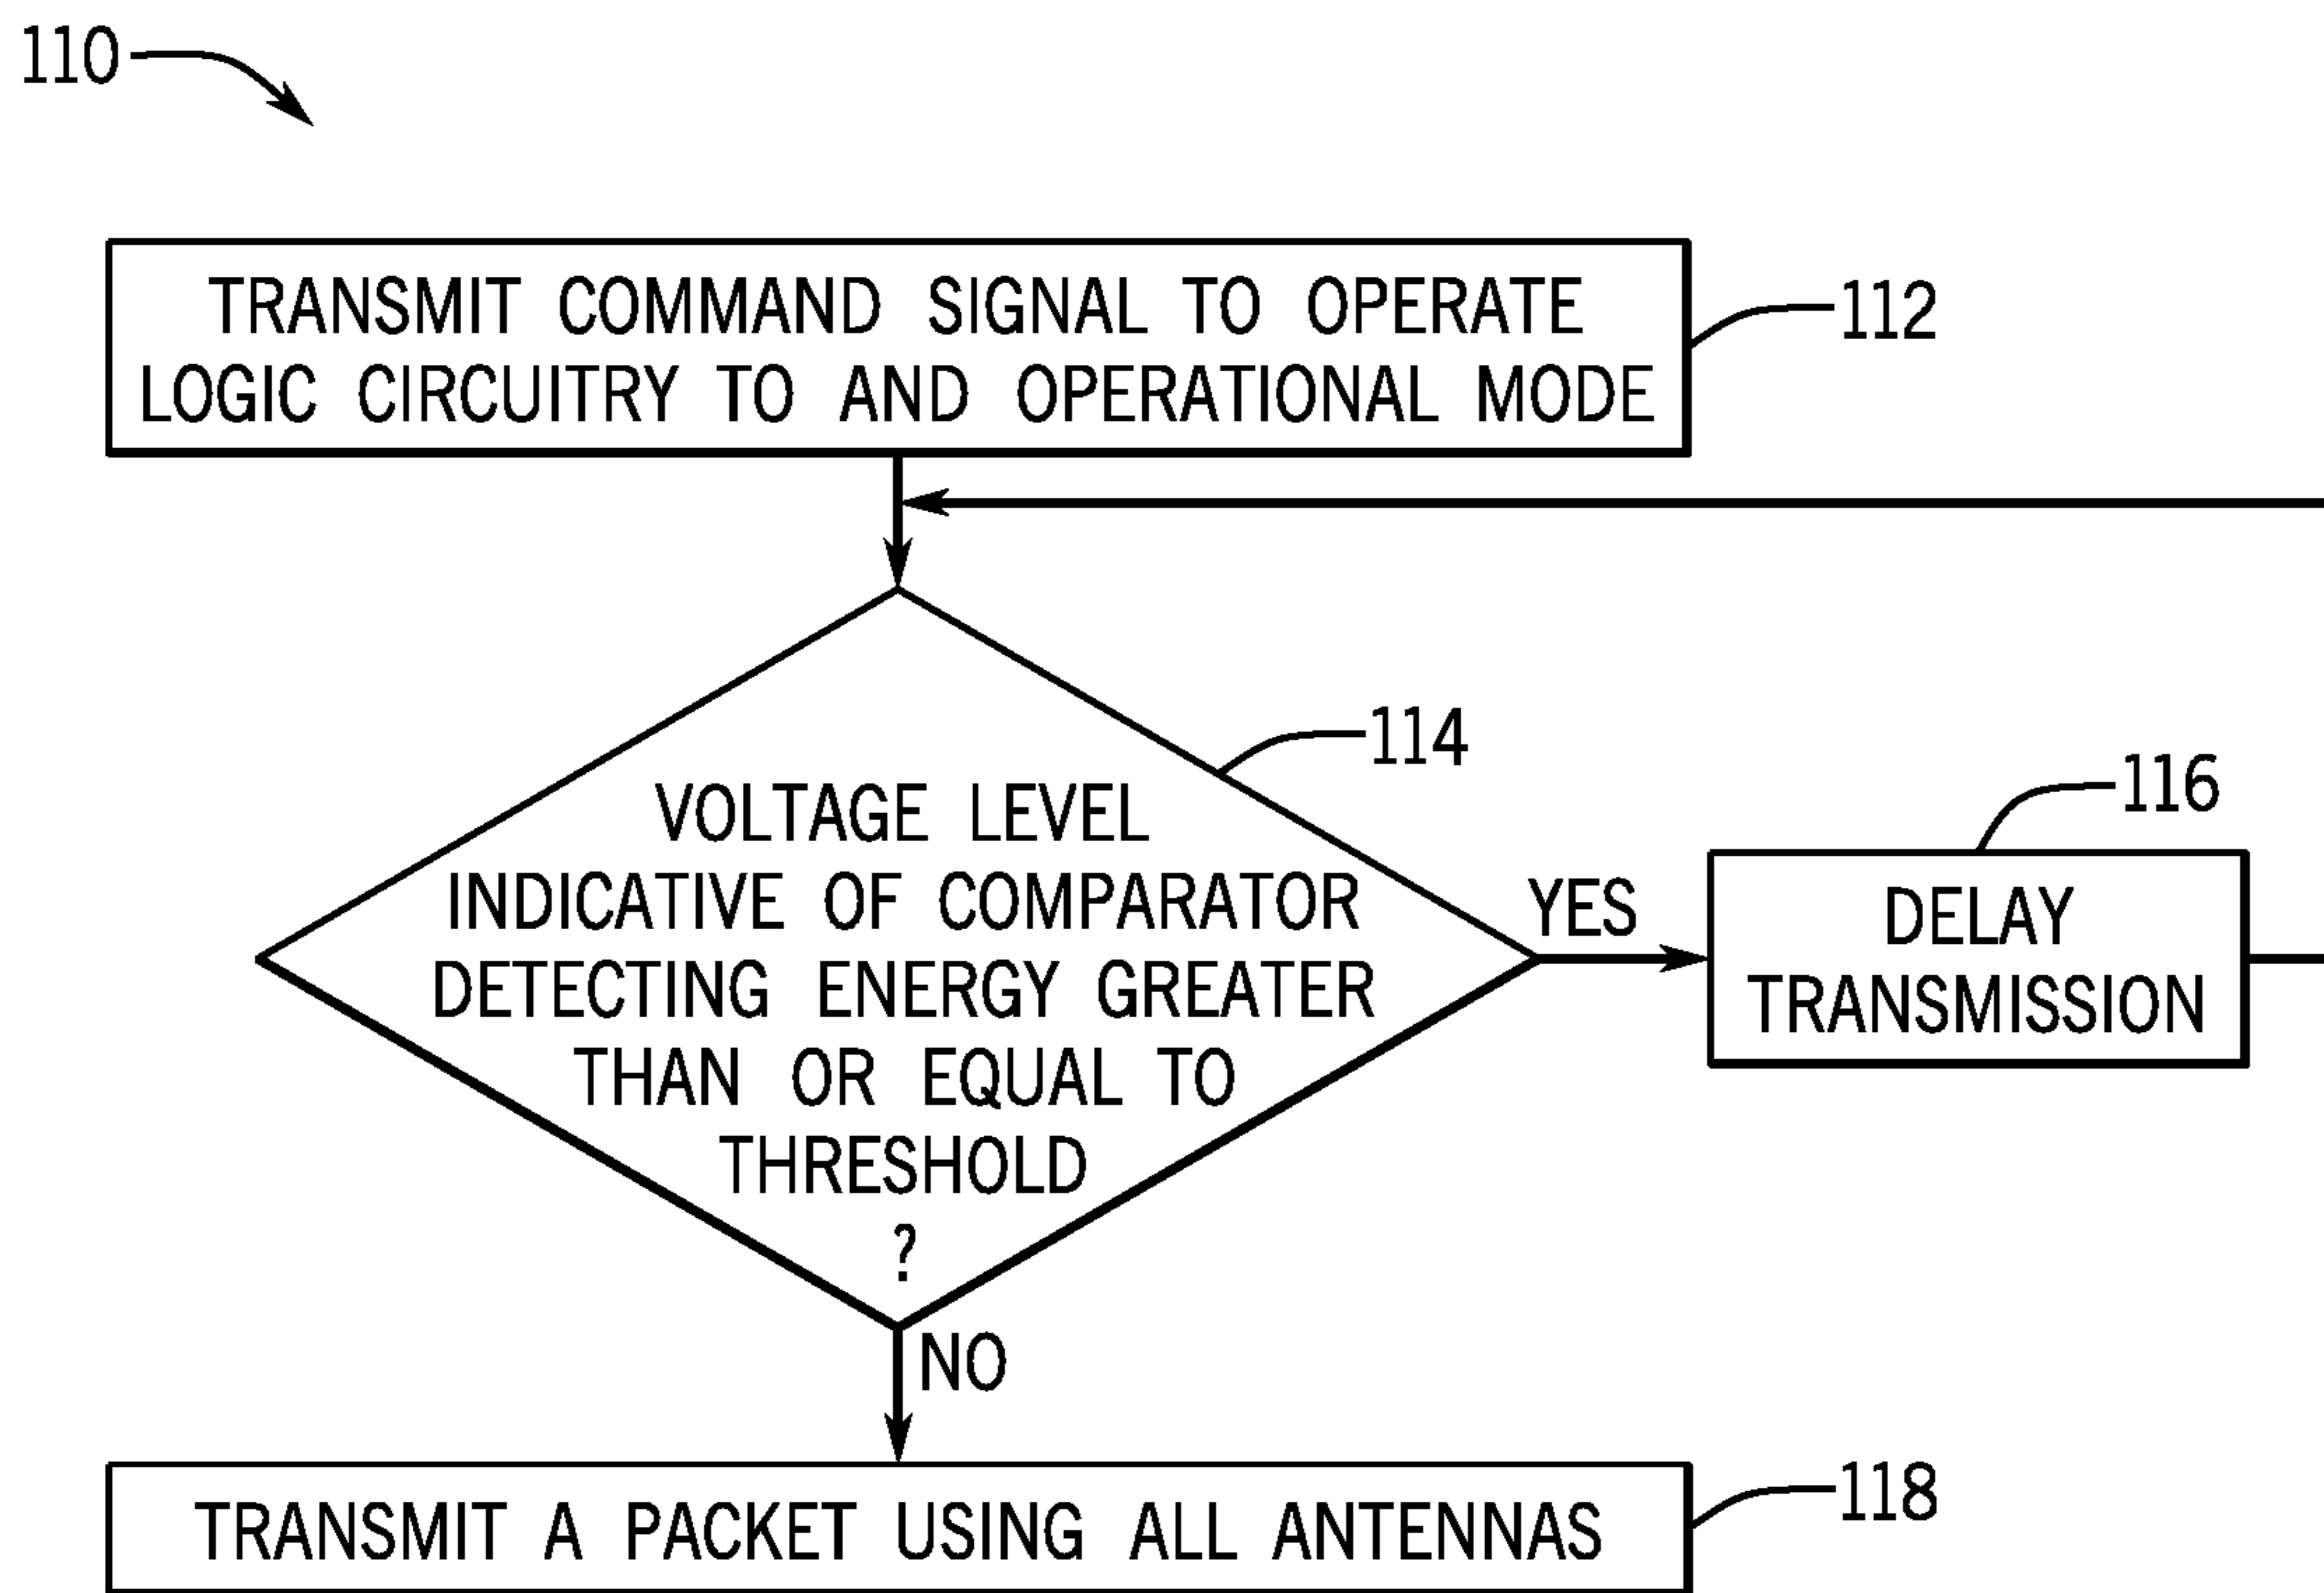 110
TRANSMIT COMMAND SIGNAL TO OPERATE
LOGIC CIRCUITRY TO AND OPERATIONAL MODE
112
114
VOLTAGE LEVEL
INDICATIVE OF COMPARATOR
DETECTING ENERGY GREATER
THAN OR EQUAL TO
THRESHOLD
?
YES
116
DELAY
TRANSMISSION
NO
TRANSMIT A PACKET USING ALL ANTENNAS
118